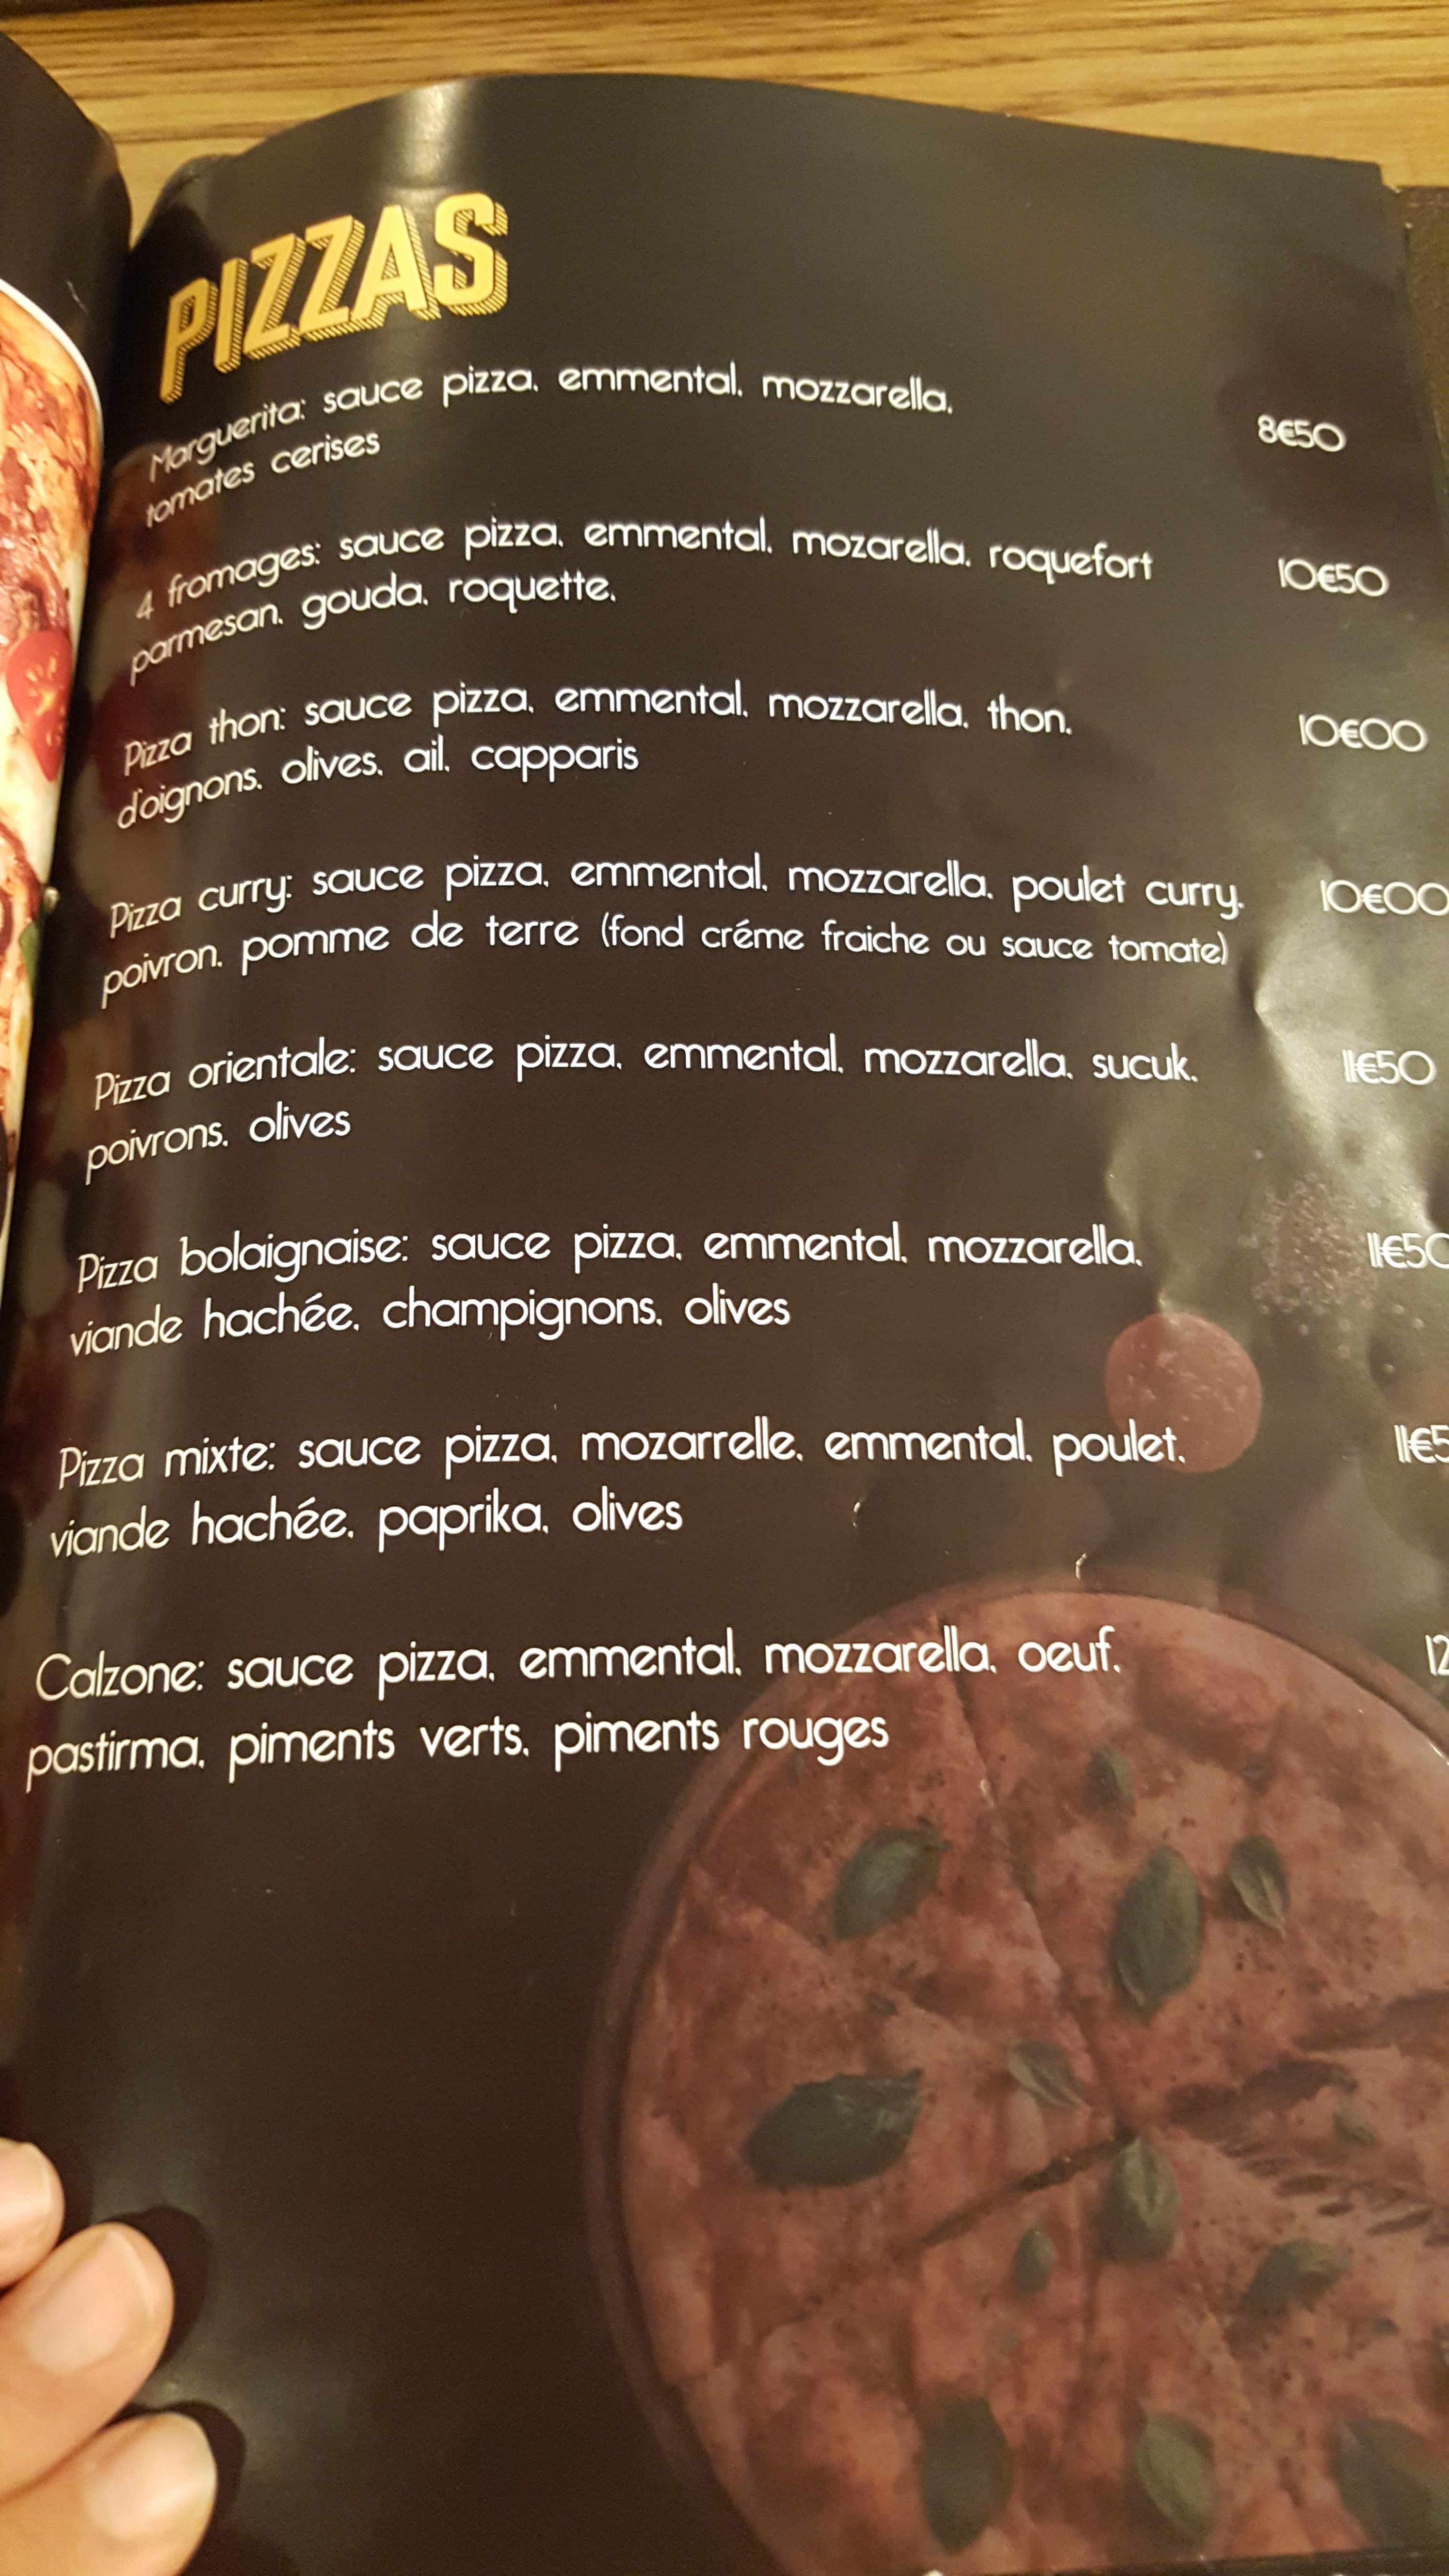 PIZZAS
Marguerita: sauce pizza, emmental, mozzarella, 8€50
tomates cerises
4 fromages: sauce pizza, emmental, mozarella, roquefort 10€50
parmesan, gouda, roquette,
Pizza thon: sauce pizza, emmental, mozzarella, thon, 10€00
d'oignons, olives, ail, capparis
Pizza curry: sauce pizza, emmental, mozzarella, poulet curry, 10€00
poivron, pomme de terre (fond créme fraiche ou sauce tomate)
Pizza orientale: sauce pizza, emmental, mozzarella, sucuk, 11€50
poivrons, olives
Pizza bolaignaise: sauce pizza, emmental, mozzarella, 11€50
viande hachée, champignons, olives
Pizza mixte: sauce pizza, mozarrelle, emmental, poulet, 11€5
viande hachée, paprika, olives
Calzone: sauce pizza, emmental, mozzarella, oeuf, 12
pastirma, piments verts, piments rouges